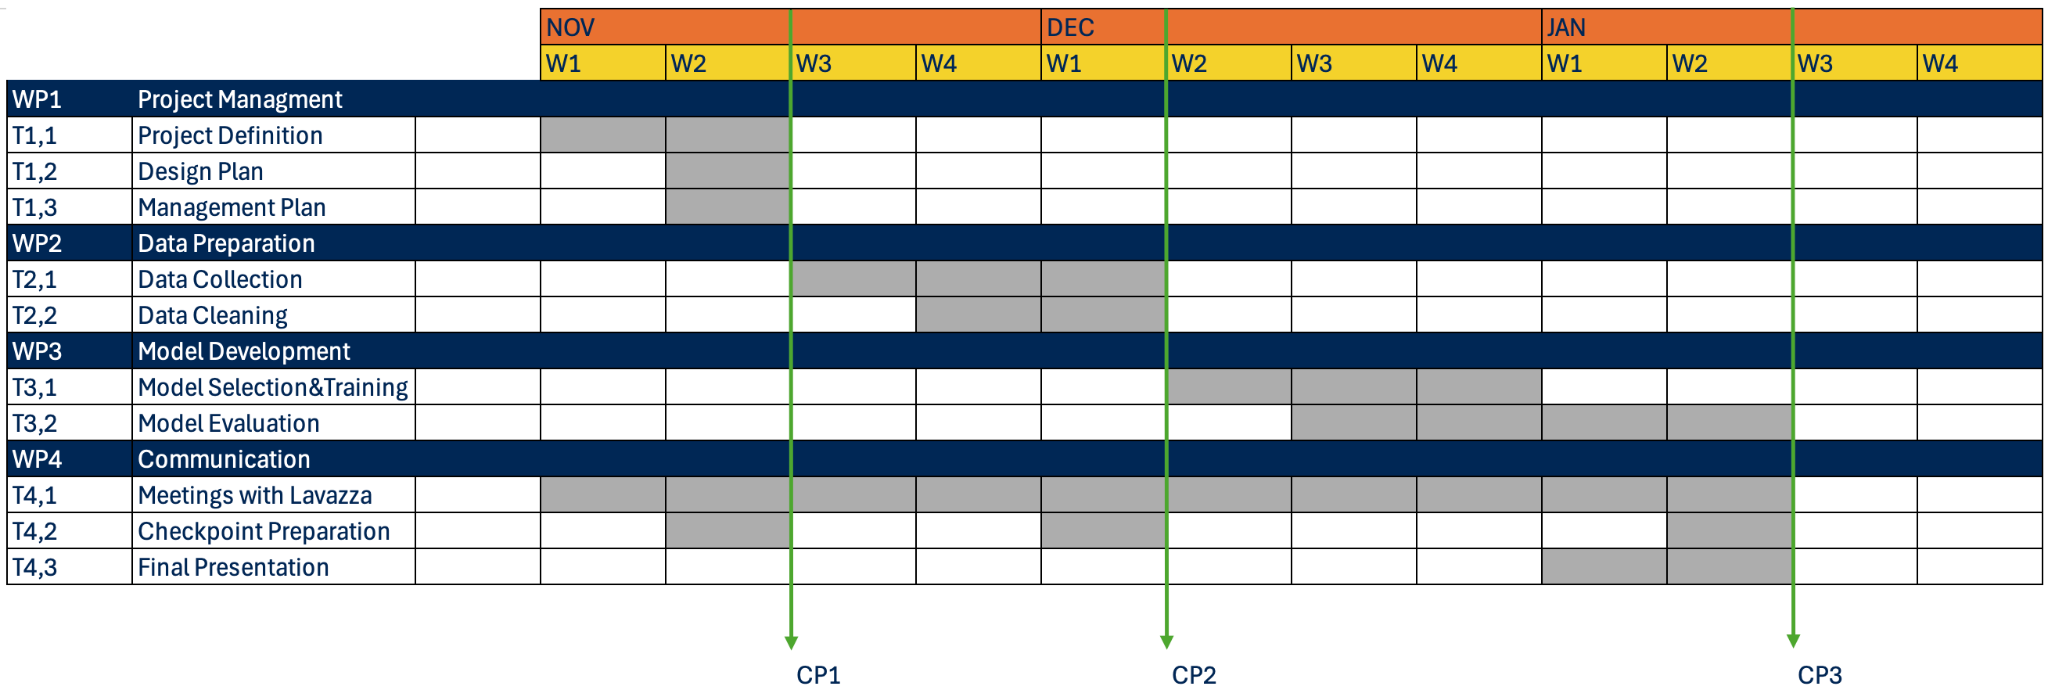 NOV DEC JAN
W1 W2 W3 W4 W1 W2 W3 W4 W1 W2 W3 W4
WP1 Project Managment
T1,1 Project Definition
T1,2 Design Plan
T1,3 Management Plan
WP2 Data Preparation
T2,1 Data Collection
T2,2 Data Cleaning
WP3 Model Development
T3,1 Model Selection&Training
T3,2 Model Evaluation
WP4 Communication
T4,1 Meetings with Lavazza
T4,2 Checkpoint Preparation
T4,3 Final Presentation
CP1 CP2 CP3